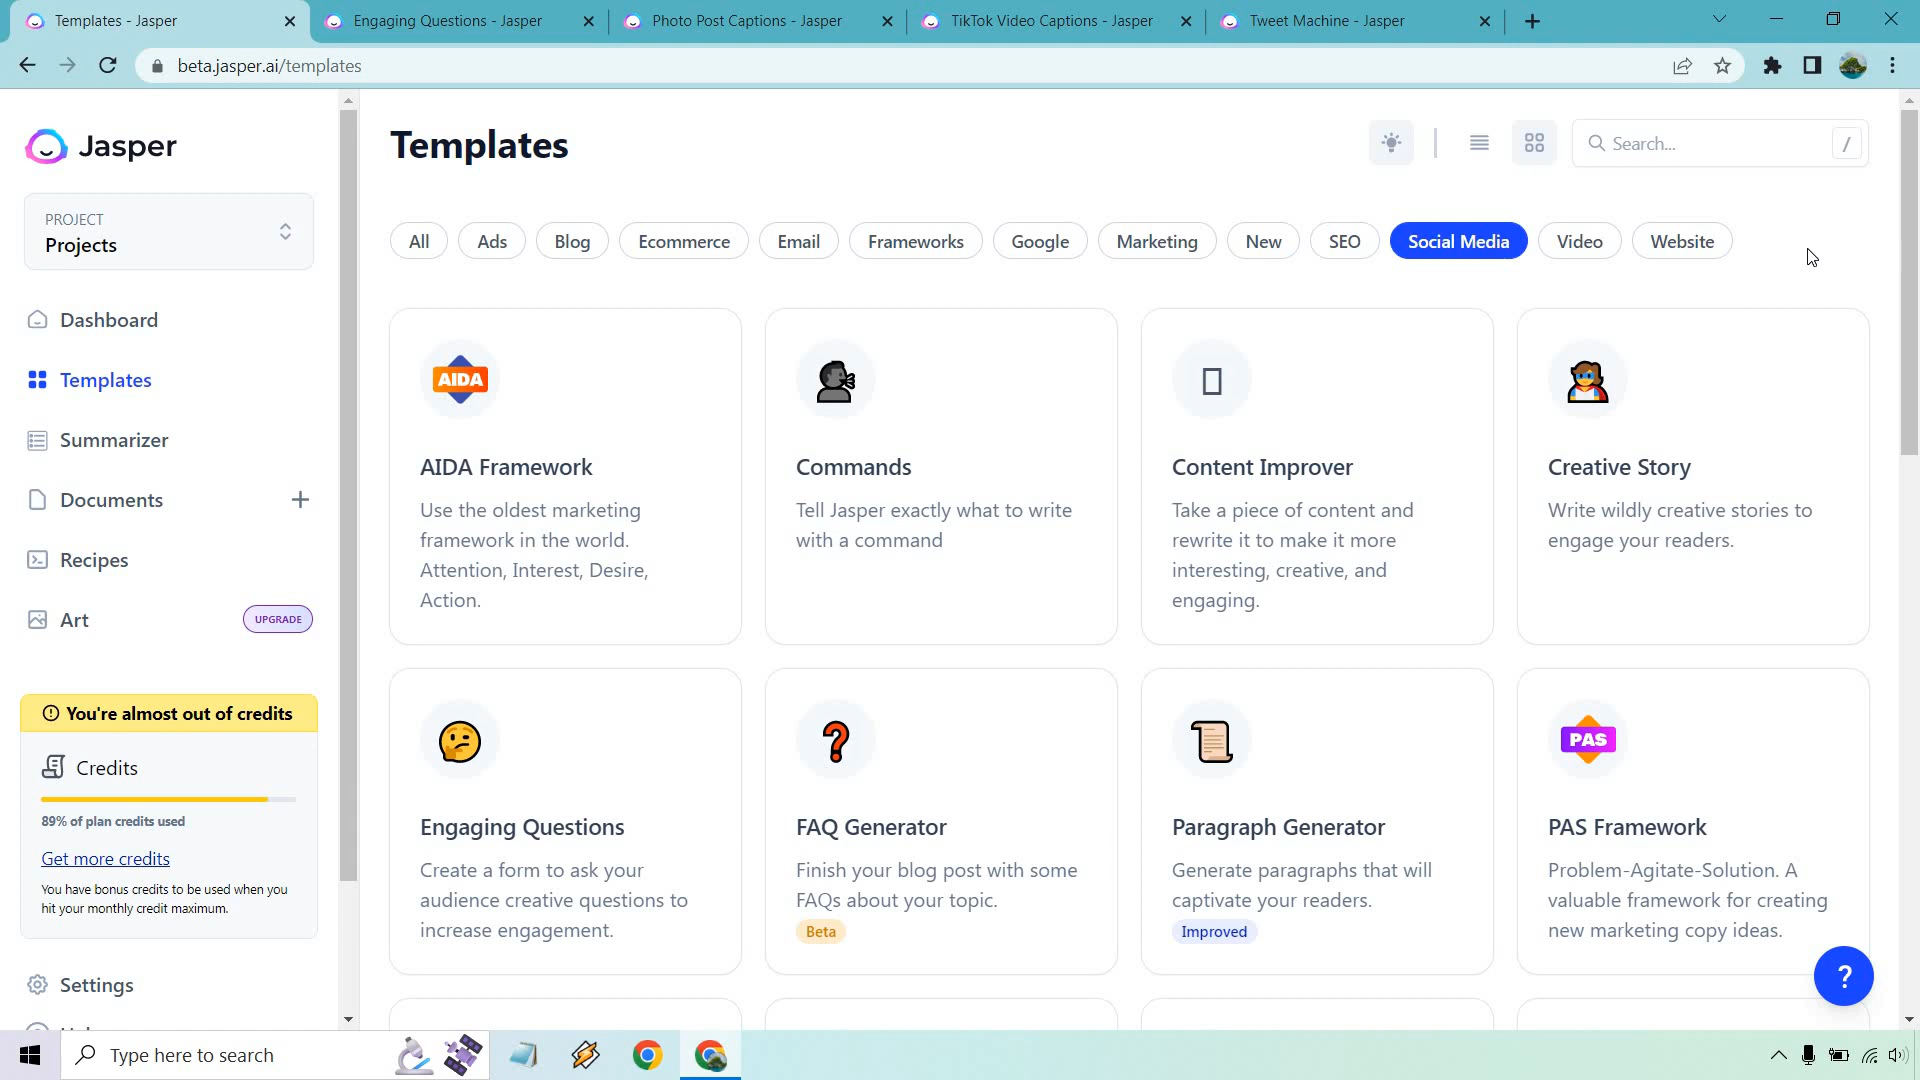 Templates - Jasper
Engaging Questions - Jasper
Photo Post Captions - Jasper
TikTok Video Captions - Jasper
Tweet Machine - Jasper
beta.jasper.ai/templates
Jasper
PROJECT
Projects
Dashboard
Templates
Summarizer
Documents
Recipes
Art
UPGRADE
You're almost out of credits
Credits
89% of plan credits used
Get more credits
You have bonus credits to be used when you
hit your monthly credit maximum.
Settings
Templates
Search...
/
All
Ads
Blog
Ecommerce
Email
Frameworks
Google
Marketing
New
SEO
Social Media
Video
Website
AIDA
AIDA Framework
Use the oldest marketing
framework in the world.
Attention, Interest, Desire,
Action.
Commands
Tell Jasper exactly what to write
with a command
Content Improver
Take a piece of content and
rewrite it to make it more
interesting, creative, and
engaging.
Creative Story
Write wildly creative stories to
engage your readers.
Engaging Questions
Create a form to ask your
audience creative questions to
increase engagement.
?
FAQ Generator
Finish your blog post with some
FAQs about your topic.
Beta
Paragraph Generator
Generate paragraphs that will
captivate your readers.
Improved
PAS
PAS Framework
Problem-Agitate-Solution. A
valuable framework for creating
new marketing copy ideas.
?
Type here to search